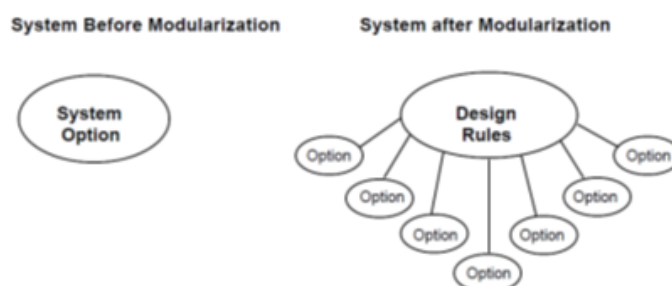 System Before Modularization
System after Modularization
System
Option
Design
Rules
Option
Option
Option
Option
Option
Option
Option